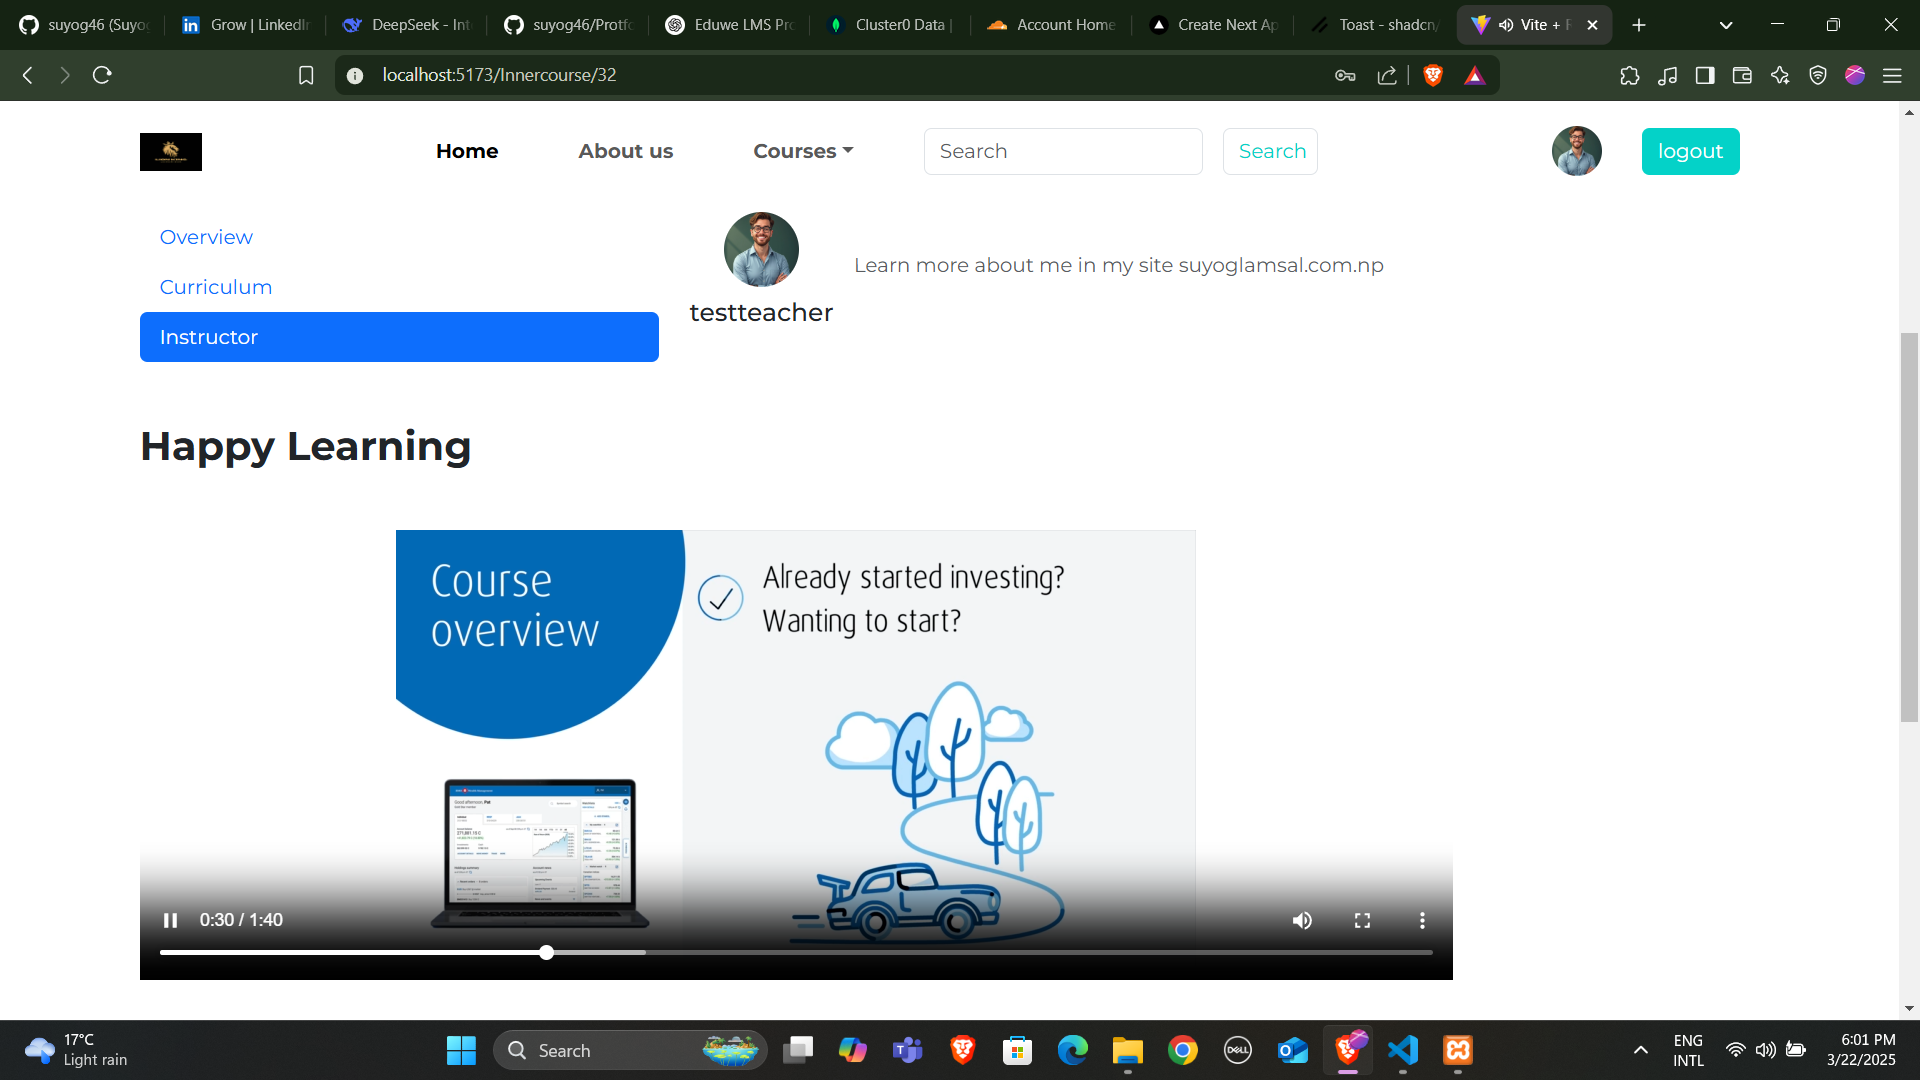 suyog46 (Suyog
Grow | LinkedIn
DeepSeek - Int
suyog46/Protfo
Eduwe LMS Pro
Cluster0 Data |
Account Home
Create Next Ap
Toast - shadcn/
Vite + R
localhost:5173/Innercourse/32
Home
About us
Courses
Search
Search
logout
Overview
Curriculum
Instructor
testteacher
Learn more about me in my site suyoglamsal.com.np
Happy Learning
Course
overview
Already started investing?
Wanting to start?
0:30 / 1:40
17°C
Light rain
Search
DELL
ENG
INTL
6:01 PM
3/22/2025